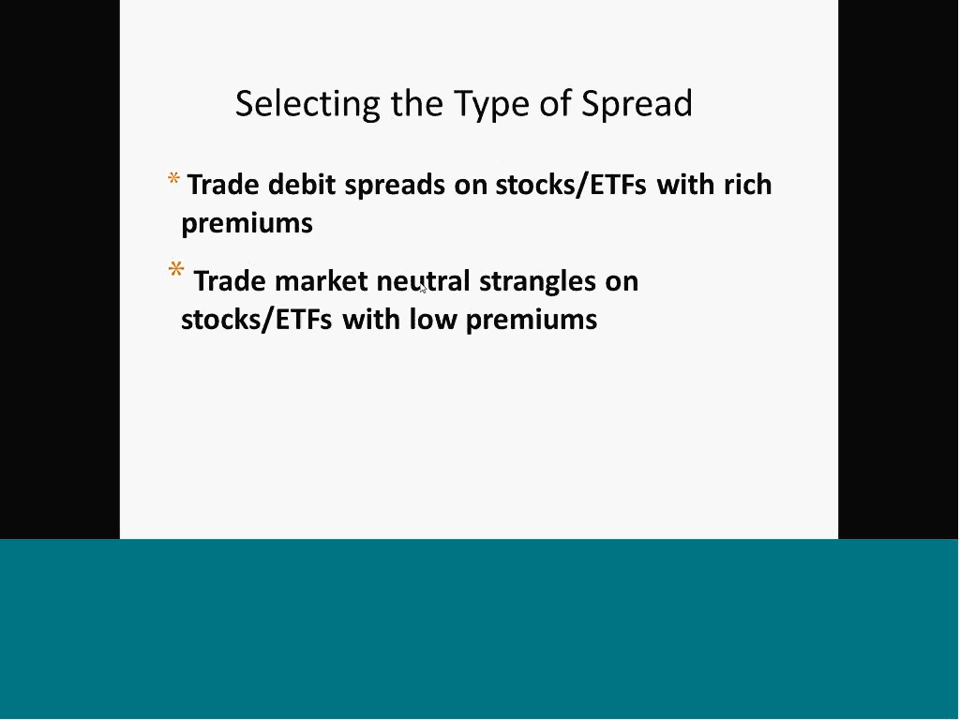 Selecting the Type of Spread
* Trade debit spreads on stocks/ETFs with rich
premiums
* Trade market neutral strangles on
stocks/ETFs with low premiums